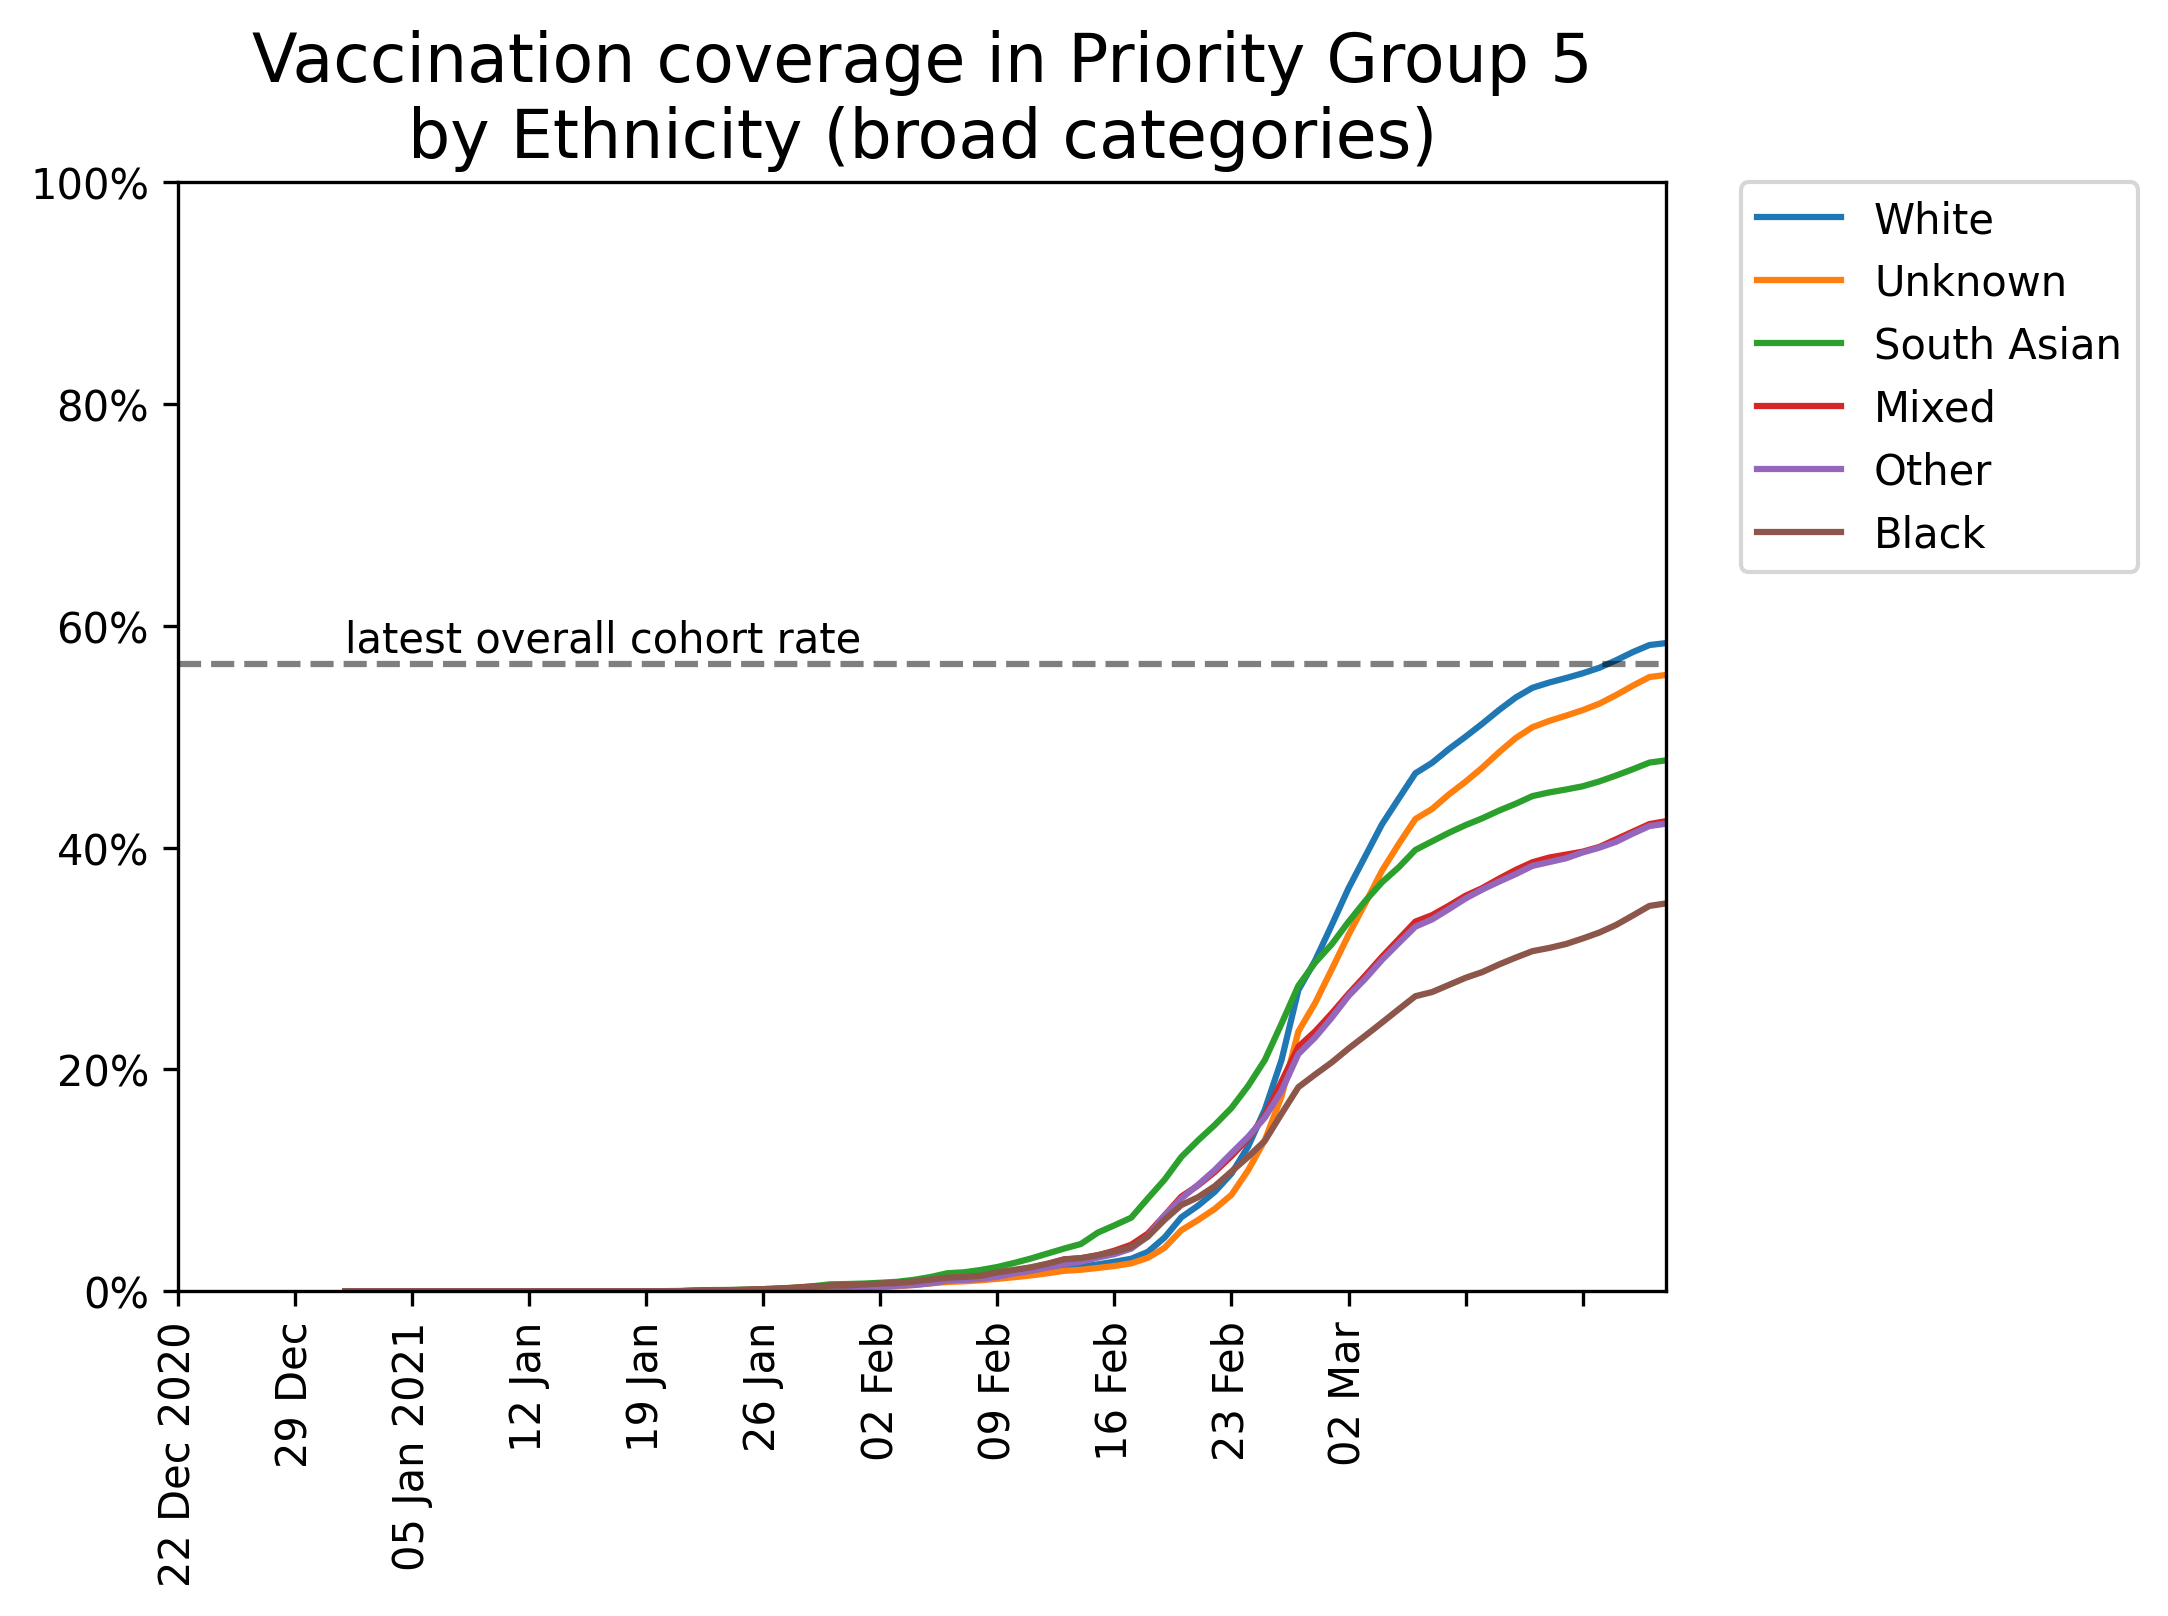 Vaccination coverage in Priority Group 5
by Ethnicity (broad categories)
100%
80%
60%
40%
20%
0%
latest overall cohort rate
White
Unknown
South Asian
Mixed
Other
Black
22 Dec 2020
29 Dec
05 Jan 2021
12 Jan
19 Jan
26 Jan
02 Feb
09 Feb
16 Feb
23 Feb
02 Mar